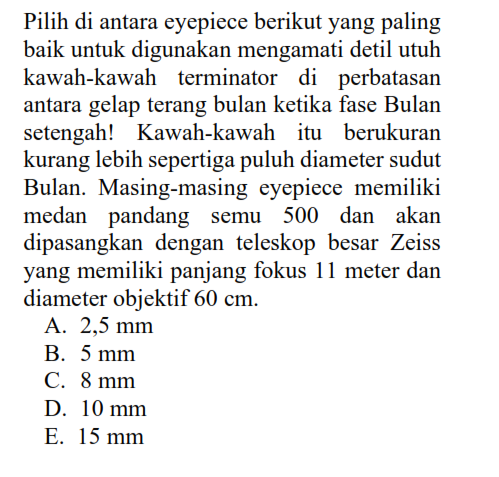 Pilih di antara eyepiece berikut yang paling
baik untuk digunakan mengamati detil utuh
kawah-kawah terminator di perbatasan
antara gelap terang bulan ketika fase Bulan
setengah! Kawah-kawah itu berukuran
kurang lebih sepertiga puluh diameter sudut
Bulan. Masing-masing eyepiece memiliki
medan pandang semu 500 dan akan
dipasangkan dengan teleskop besar Zeiss
yang memiliki panjang fokus 11 meter dan
diameter objektif 60 cm.
A. 2,5 mm
B. 5 mm
C. 8 mm
D. 10 mm
E. 15 mm